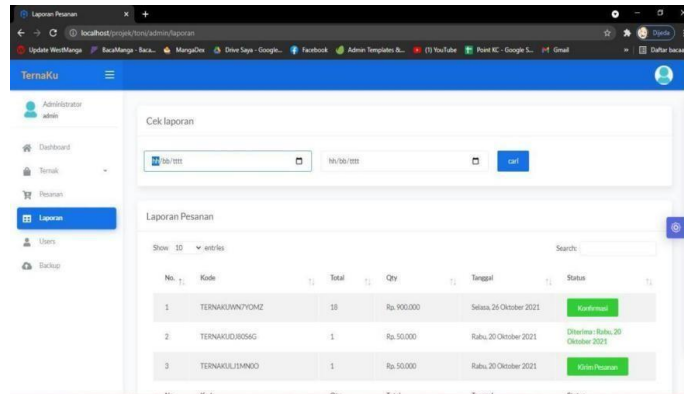 Laporan Pesanan
localhost/projek/toni/admin/laporan
Dijeda
Update WestManga
BacaManga - Baca...
MangaDex
Drive Saya - Google...
Facebook
Admin Templates &...
(1) YouTube
Point KC - Google S...
Gmail
Daftar bacaan
TernaKu
Administrator
admin
Dashboard
Ternak
Pesanan
Laporan
Users
Backup
Cek laporan
hh/bb/tttt
hh/bb/tttt
cari
Laporan Pesanan
Show 10 entries
Search:
No. Kode Total Qty Tanggal Status
1 TERNAKUWN7YOMZ 18 Rp. 900,000 Selasa, 26 Oktober 2021 Konfirmasi
2 TERNAKUDJ80S6G 1 Rp. 50,000 Rabu, 20 Oktober 2021 Diterima : Rabu, 20
Oktober 2021
3 TERNAKULJ1MN0O 1 Rp. 50,000 Rabu, 20 Oktober 2021 Kirim Pesanan